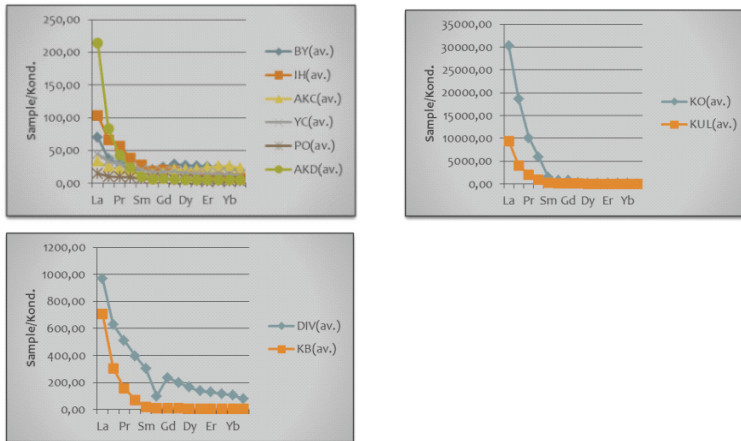 250,00
200,00
150,00
100,00
50,00
0,00
Sample/Kond.
La Pr Sm Gd Dy Er Yb
BY(av.)
IH(av.)
AKC(av.)
YC(av.)
PO(av.)
AKD(av.)
35000,00
30000,00
25000,00
20000,00
15000,00
10000,00
5000,00
0,00
Sample/Kond.
La Pr Sm Gd Dy Er Yb
KO(av.)
KUL(av.)
1200,00
1000,00
800,00
600,00
400,00
200,00
0,00
Sample/Kond.
La Pr Sm Gd Dy Er Yb
DIV(av.)
KB(av.)